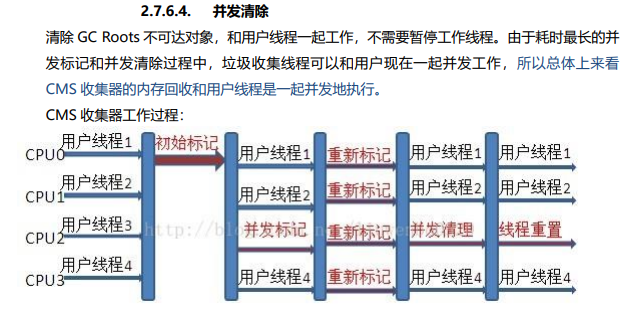 2.7.6.4. 并发清除
清除 GC Roots 不可达对象，和用户线程一起工作，不需要暂停工作线程。由于耗时最长的并
发标记和并发清除过程中，垃圾收集线程可以和用户现在一起并发工作，所以总体上来看
CMS 收集器的内存回收和用户线程是一起并发地执行。
CMS 收集器工作过程：
CPU0 用户线程1 初始标记 用户线程1 重新标记 用户线程1 用户线程1
CPU1 用户线程2 用户线程2 重新标记 用户线程2 用户线程2
CPU2 用户线程3 并发标记 重新标记 并发清理 线程重置
CPU3 用户线程4 用户线程4 重新标记 用户线程4 用户线程4